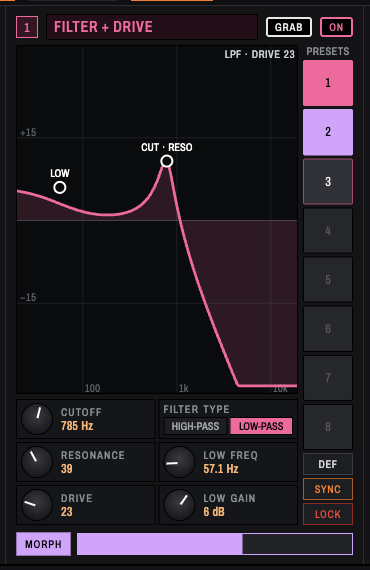 1 FILTER + DRIVE GRAB ON
LPF · DRIVE 23 PRESETS
1
+15
2
CUT · RESO
LOW
3
4
5
-15
6
7
100 1k 10k
8
CUTOFF
785 Hz
FILTER TYPE
HIGH-PASS LOW-PASS
RESONANCE
39
LOW FREQ
57.1 Hz
DEF
DRIVE
23
LOW GAIN
6 dB
SYNC
LOCK
MORPH